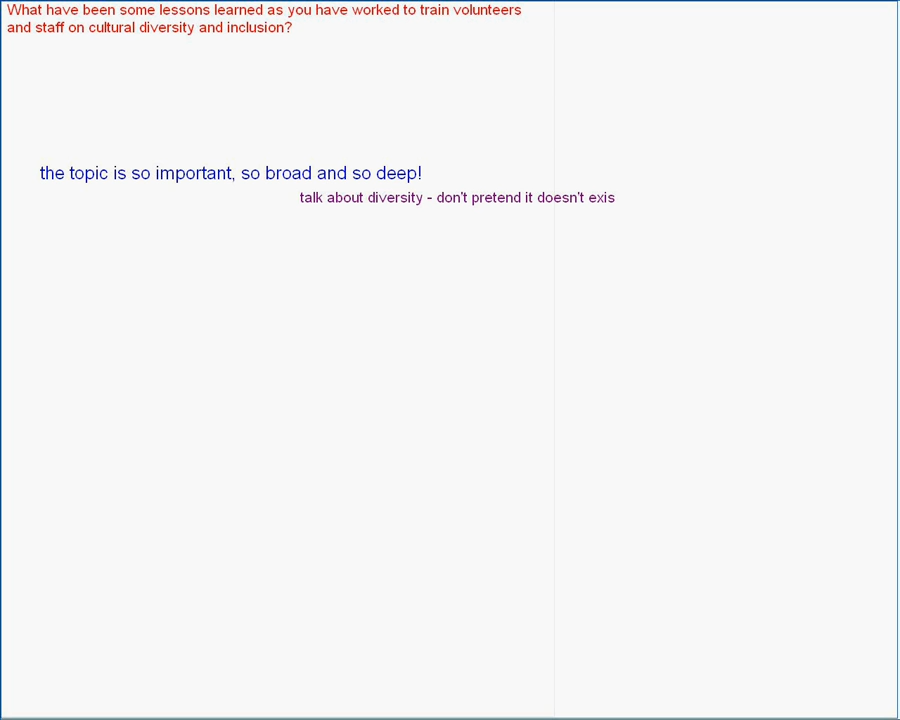 What have been some lessons learned as you have worked to train volunteers
and staff on cultural diversity and inclusion?
the topic is so important, so broad and so deep!
talk about diversity - don't pretend it doesn't exis